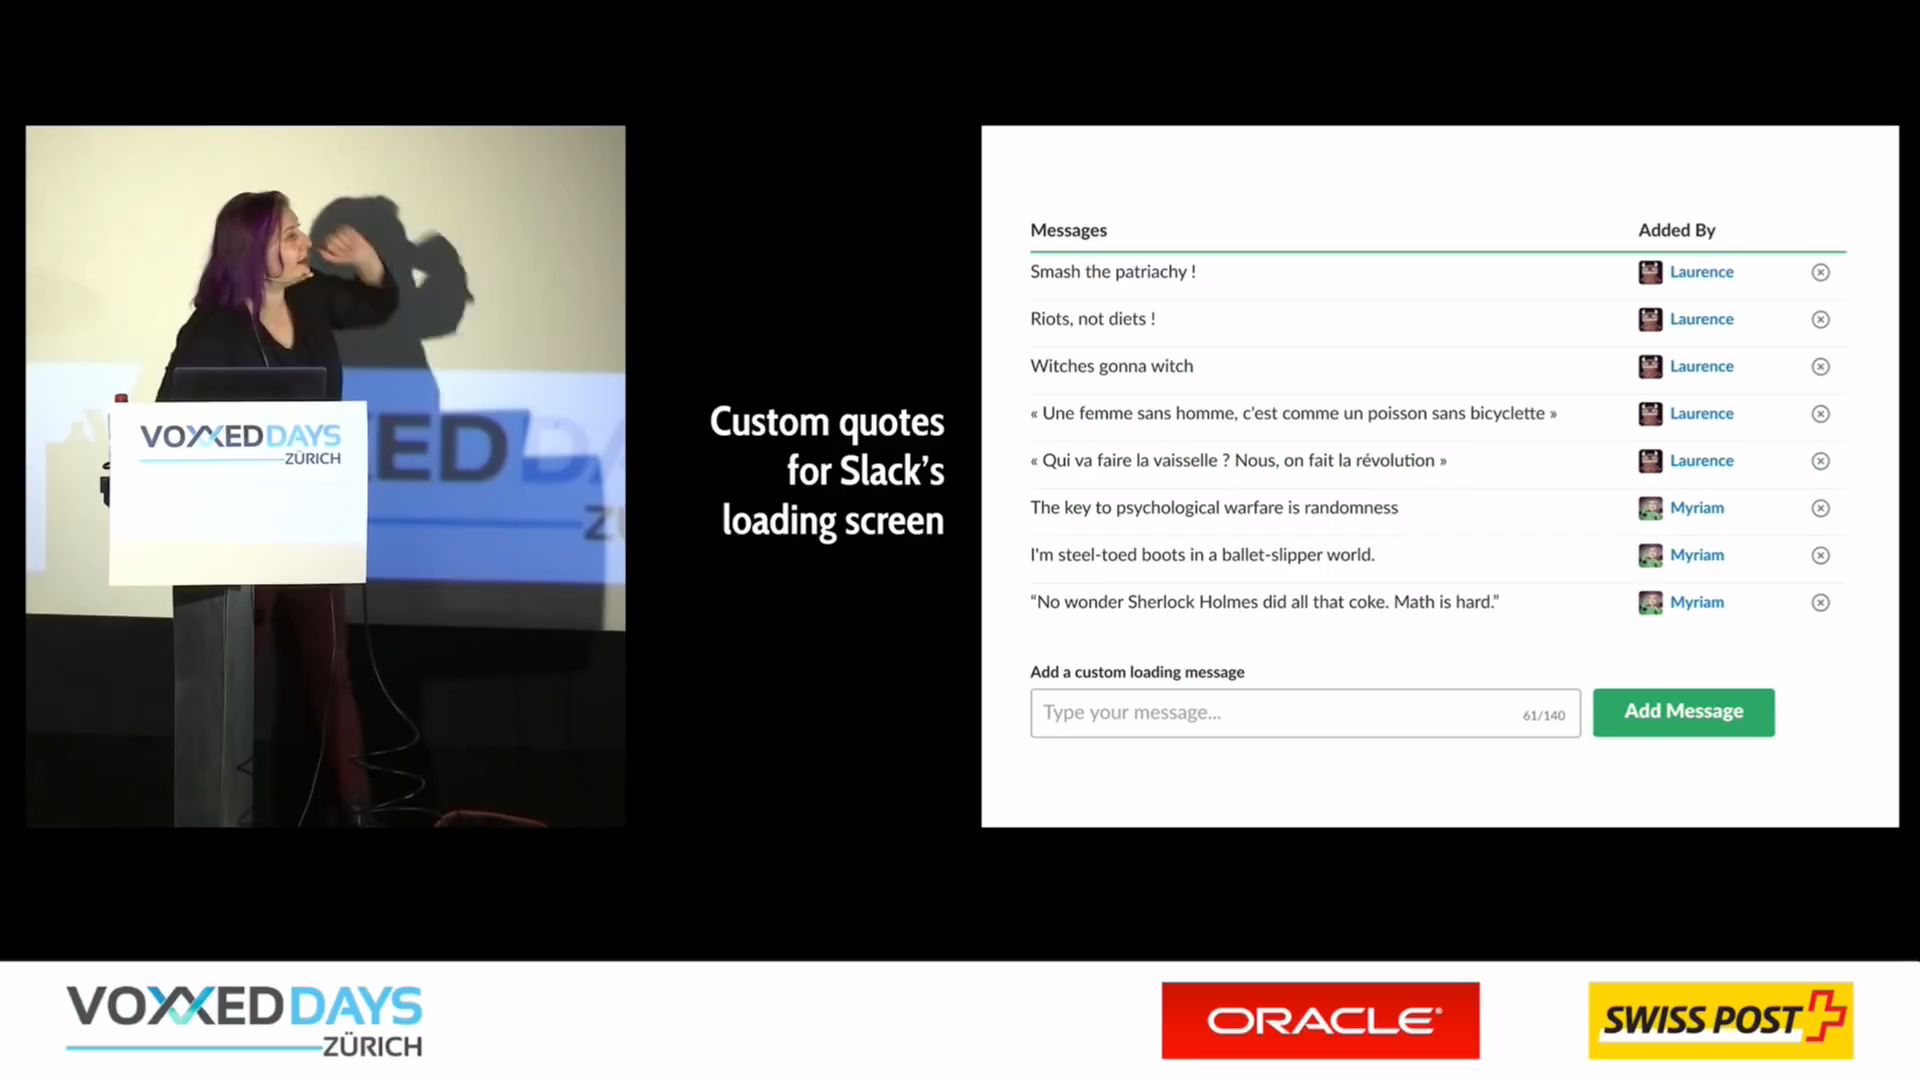 VOXXEDDAYS
ZÜRICH
XED D
ZÜ
Custom quotes
for Slack's
loading screen
Messages Added By
Smash the patriachy ! Laurence
Riots, not diets ! Laurence
Witches gonna witch Laurence
« Une femme sans homme, c'est comme un poisson sans bicyclette » Laurence
« Qui va faire la vaisselle ? Nous, on fait la révolution » Laurence
The key to psychological warfare is randomness Myriam
I'm steel-toed boots in a ballet-slipper world. Myriam
“No wonder Sherlock Holmes did all that coke. Math is hard.” Myriam
Add a custom loading message
Type your message... 61/140 Add Message
VOXXEDDAYS
ZÜRICH
ORACLE®
SWISS POST